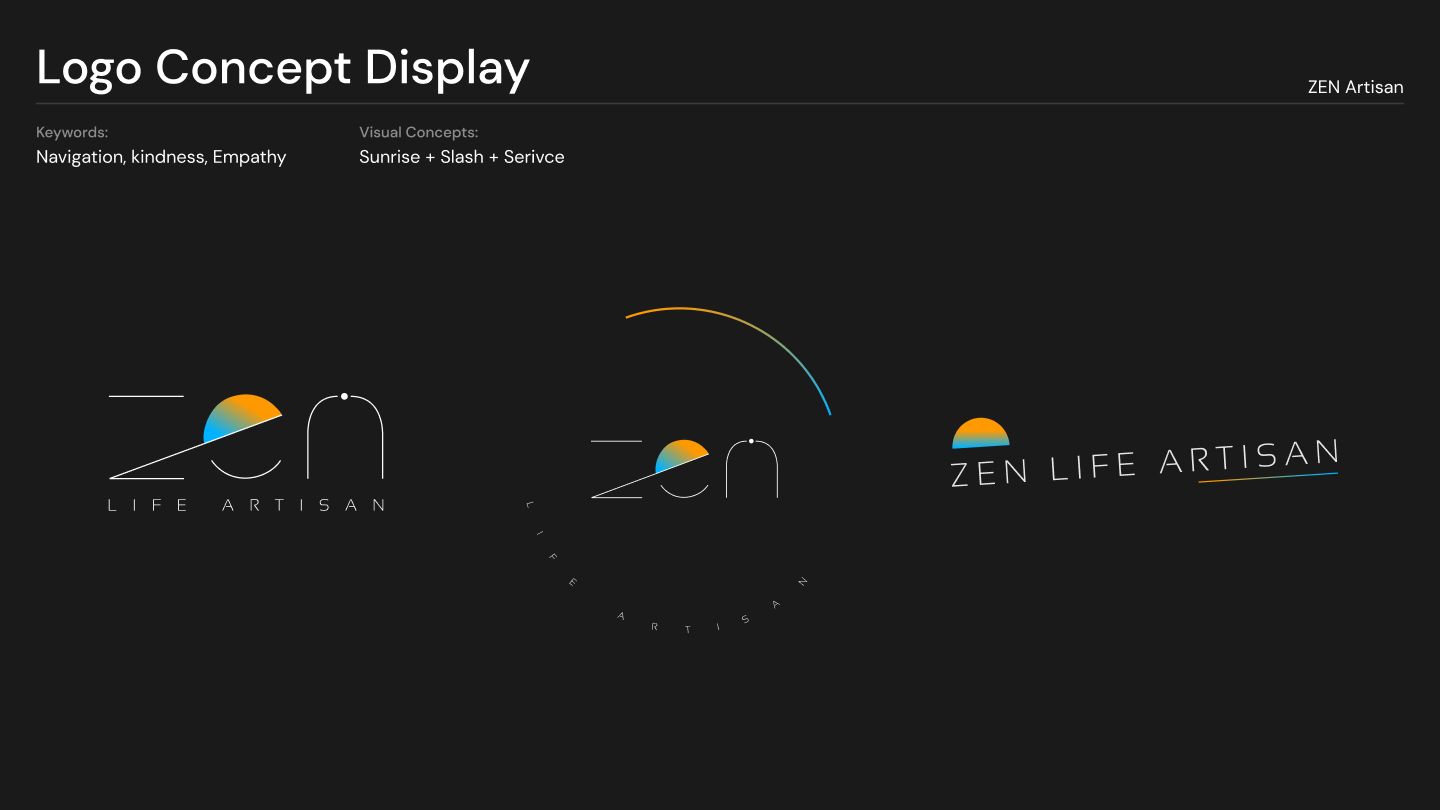 Logo Concept Display
ZEN Artisan
Keywords:
Navigation, kindness, Empathy
Visual Concepts:
Sunrise + Slash + Serivce
zen
LIFE ARTISAN
zen
LIFE ARTISAN
ZEN LIFE ARTISAN